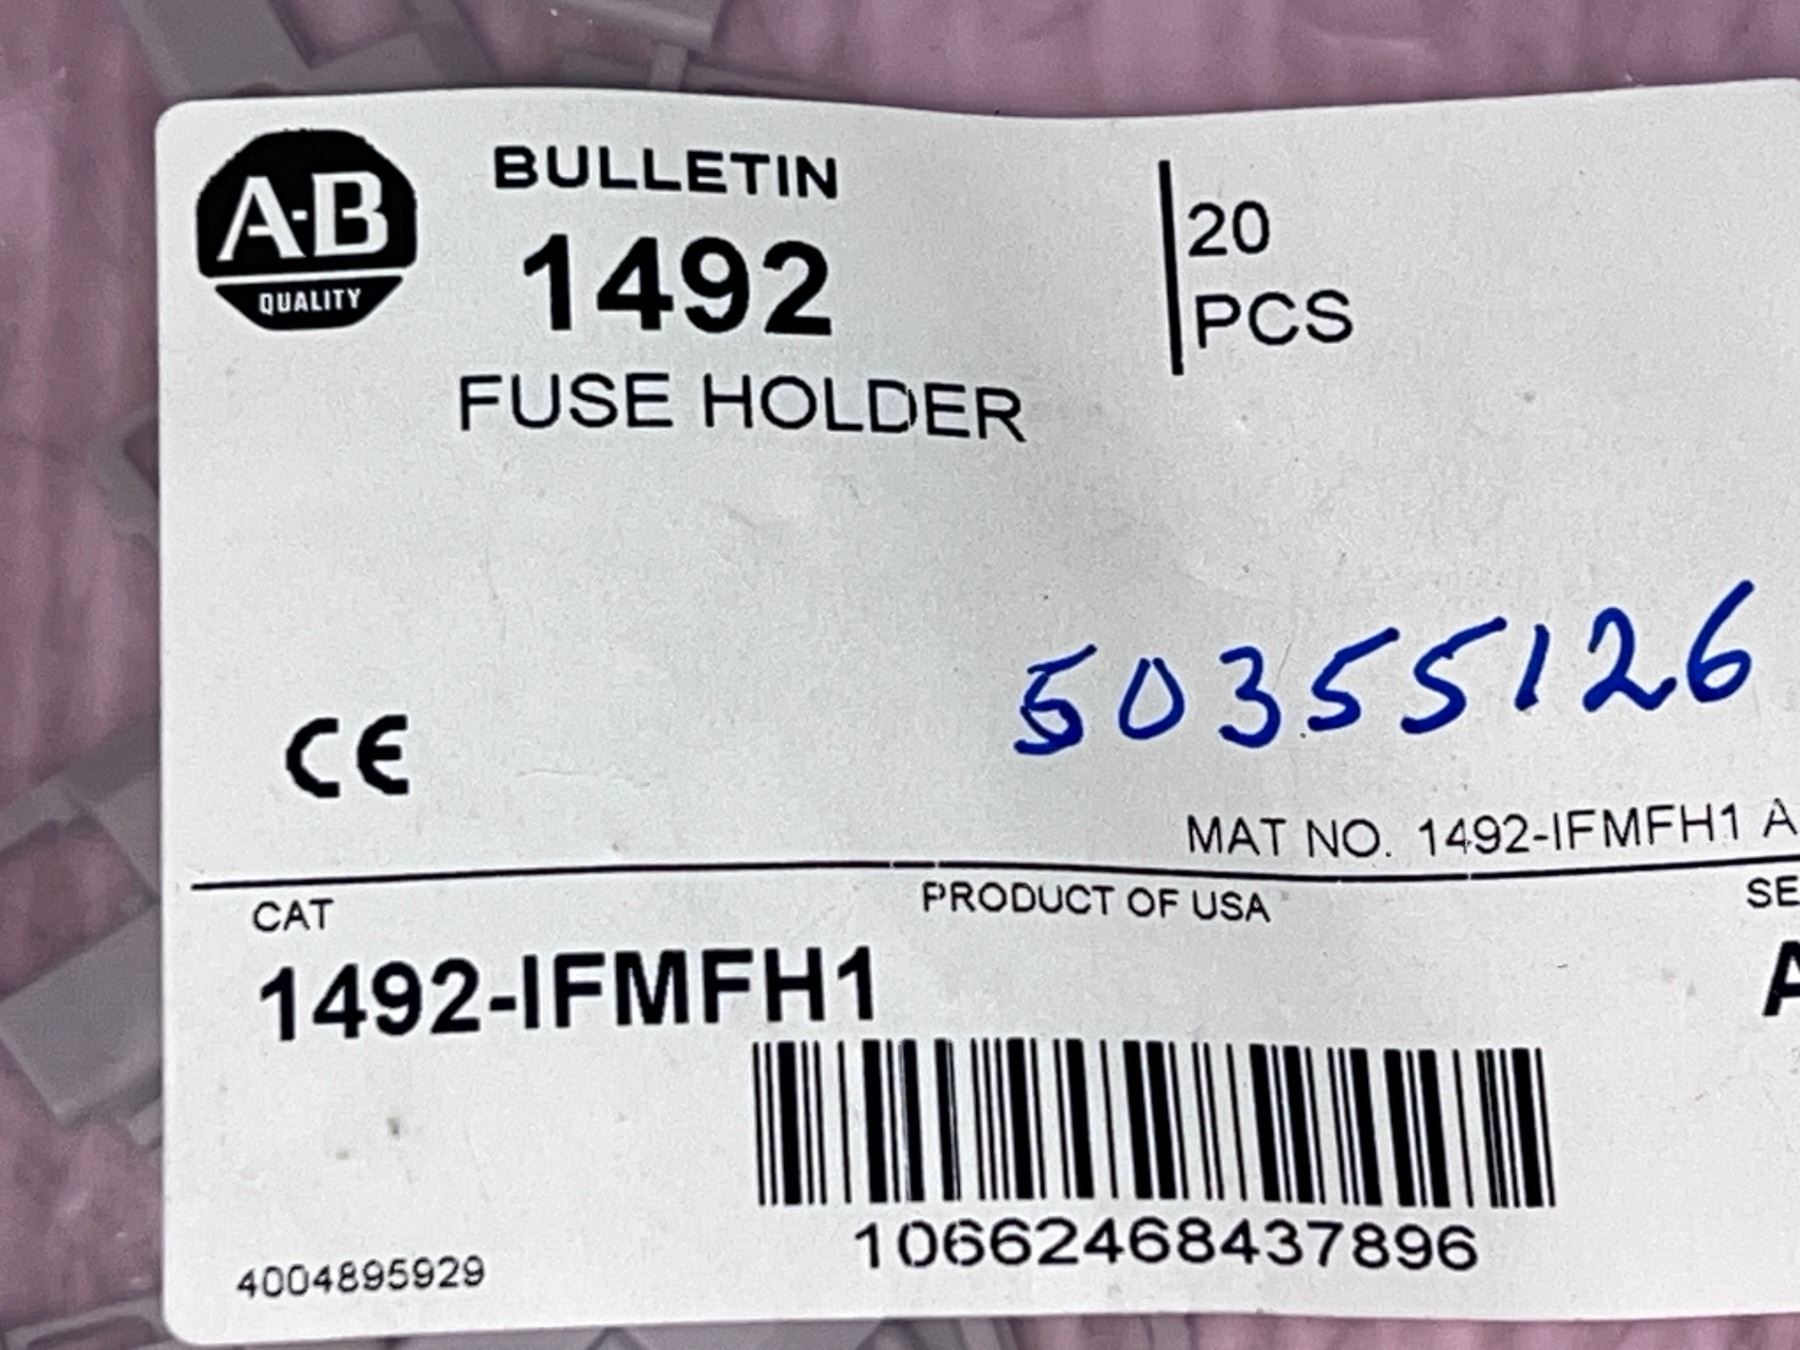 A-B
QUALITY
BULLETIN
1492
FUSE HOLDER
20
PCS
50355126
CE
MAT NO. 1492-IFMFH1 A
CAT
PRODUCT OF USA
SE
1492-IFMFH1
A
10662468437896
4004895929